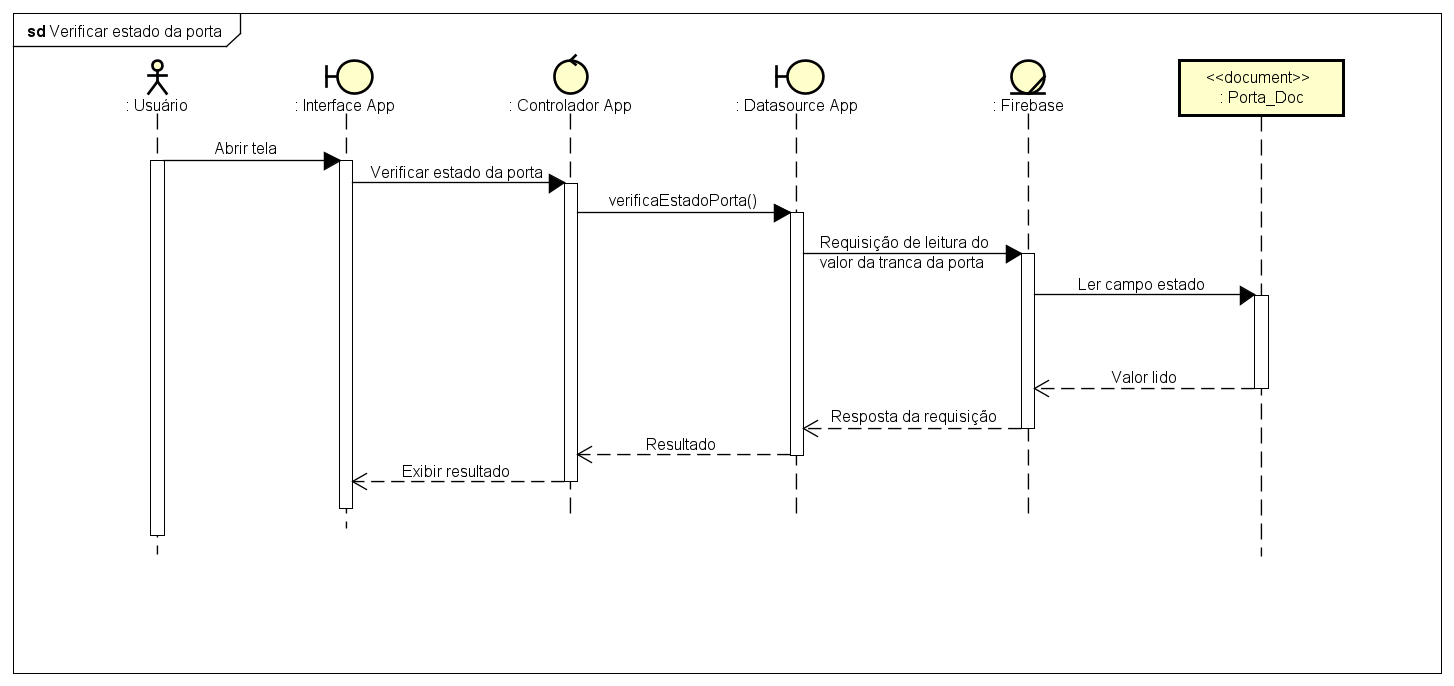 sd Verificar estado da porta
: Usuário
: Interface App
: Controlador App
: Datasource App
: Firebase
<<document>>
: Porta_Doc
Abrir tela
Verificar estado da porta
verificaEstadoPorta()
Requisição de leitura do
valor da tranca da porta
Ler campo estado
Valor lido
Resposta da requisição
Resultado
Exibir resultado